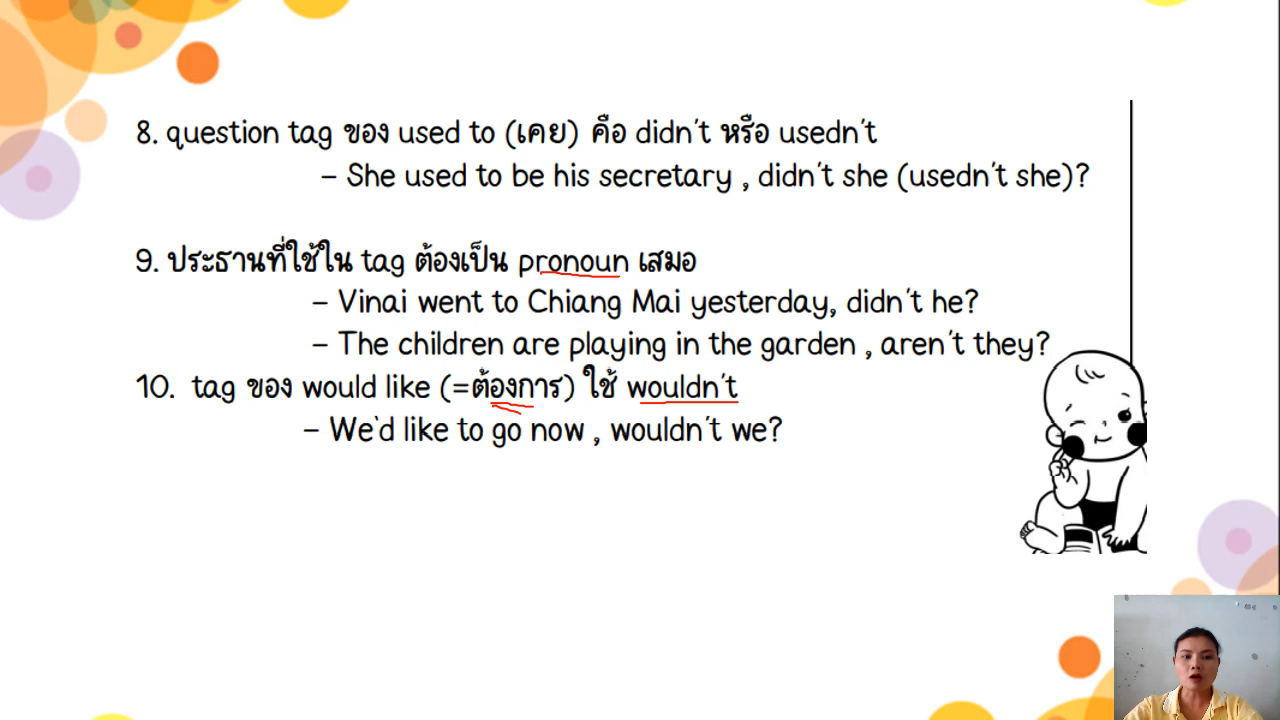 8. question tag ของ used to (เคย) คือ didn't หรือ usedn't
– She used to be his secretary , didn't she (usedn't she)?
9. ประธานที่ใช้ใน tag ต้องเป็น pronoun เสมอ
– Vinai went to Chiang Mai yesterday, didn't he?
– The children are playing in the garden , aren't they?
10. tag ของ would like (=ต้องการ) ใช้ wouldn't
– We'd like to go now , wouldn't we?